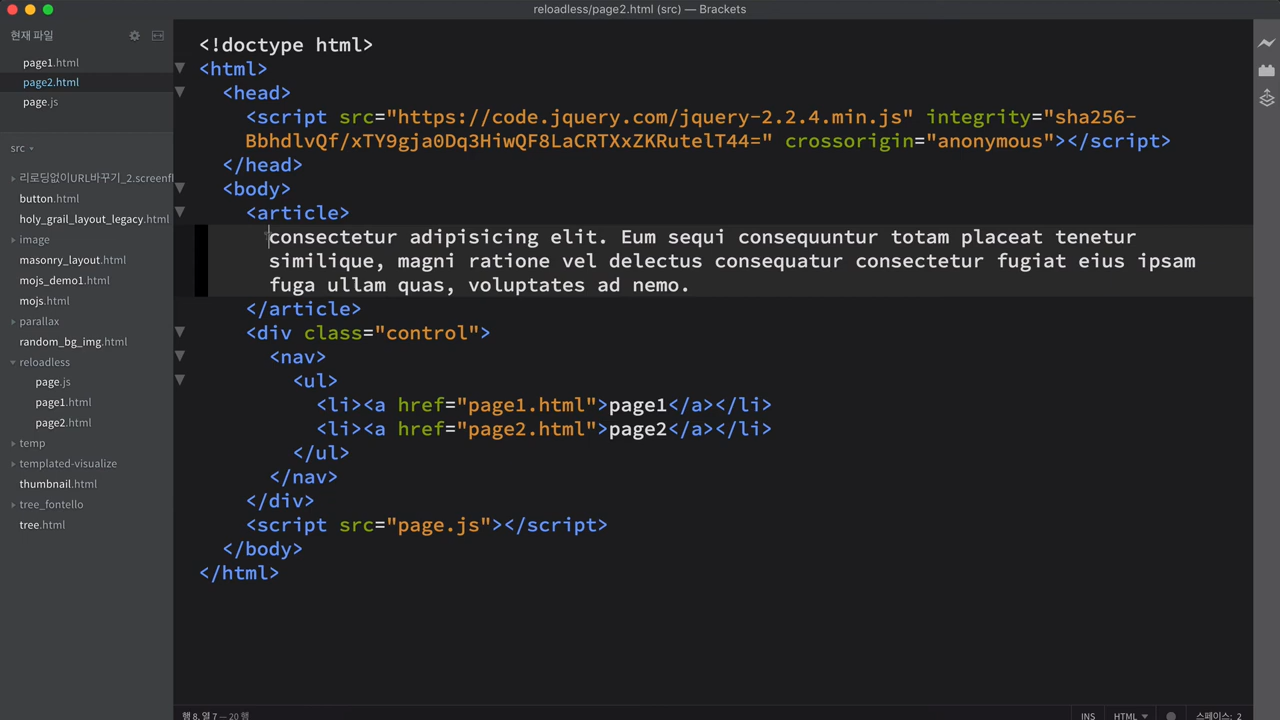 reloadless/page2.html (src) — Brackets
현재 파일
page1.html
page2.html
page.js
src
리로딩없이URL바꾸기_2.screenfl
button.html
holy_grail_layout_legacy.html
image
masonry_layout.html
mojs_demo1.html
mojs.html
parallax
random_bg_img.html
reloadless
page.js
page1.html
page2.html
temp
templated-visualize
thumbnail.html
tree_fontello
tree.html
<!doctype html>
<html>
<head>
<script src="https://code.jquery.com/jquery-2.2.4.min.js" integrity="sha256-
BbhdlvQf/xTY9gja0Dq3HiwQF8LaCRTXxZKRutelT44=" crossorigin="anonymous"></script>
</head>
<body>
<article>
consectetur adipisicing elit. Eum sequi consequuntur totam placeat tenetur
similique, magni ratione vel delectus consequatur consectetur fugiat eius ipsam
fuga ullam quas, voluptates ad nemo.
</article>
<div class="control">
<nav>
<ul>
<li><a href="page1.html">page1</a></li>
<li><a href="page2.html">page2</a></li>
</ul>
</nav>
</div>
<script src="page.js"></script>
</body>
</html>
행 8, 열 7 — 20 행
INS
HTML
스페이스: 2